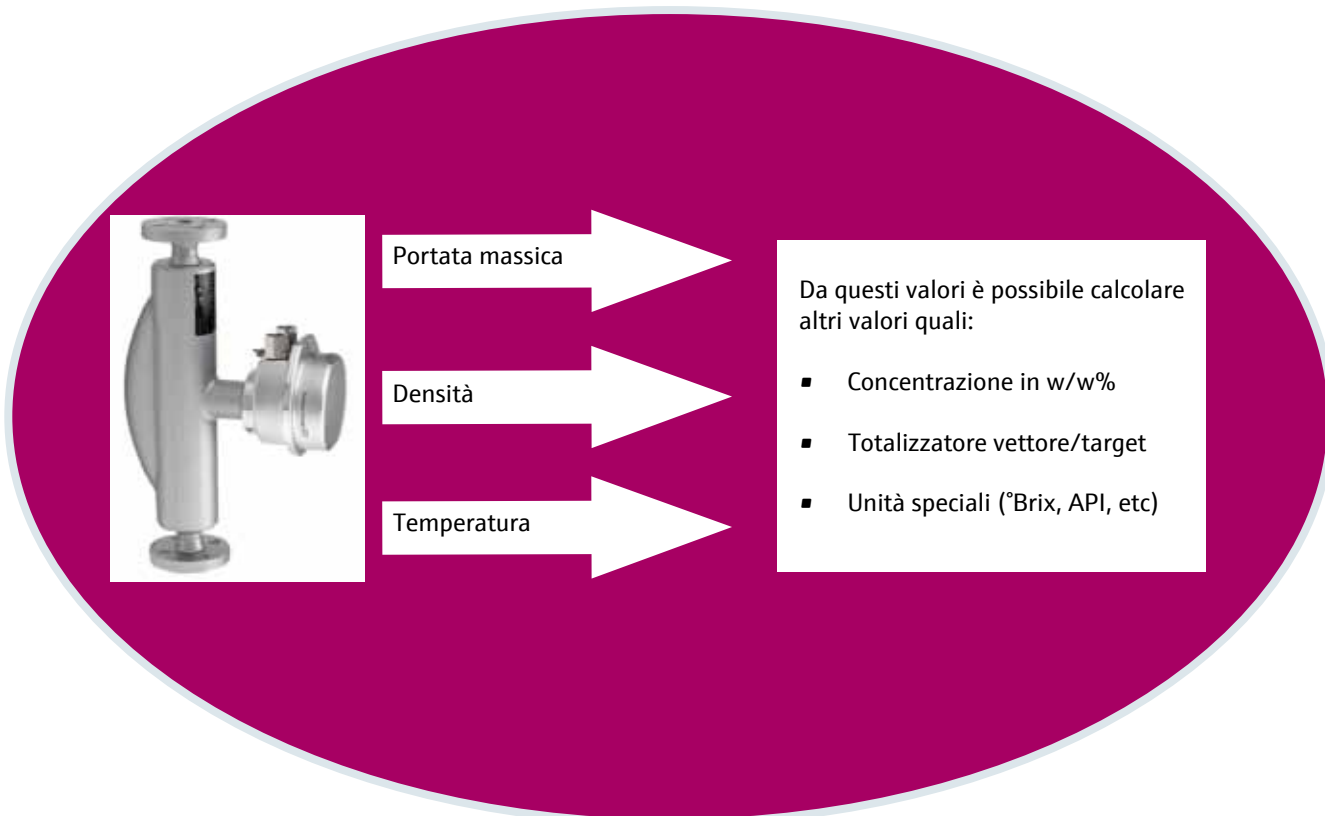 Portata massica
Densità
Temperatura
Da questi valori è possibile calcolare
altri valori quali:
▪ Concentrazione in w/w%
▪ Totalizzatore vettore/target
▪ Unità speciali (°Brix, API, etc)